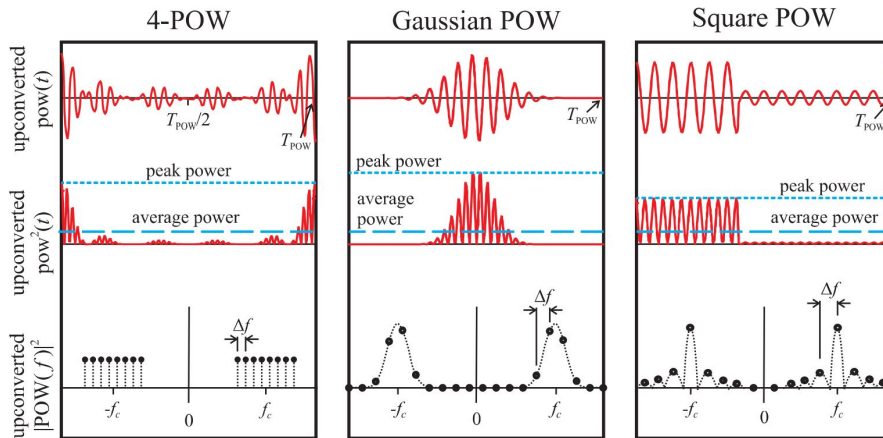 4-POW
Gaussian POW
Square POW
upconverted
pow(t)
T_POW/2
T_POW
T_POW
T_POW
upconverted
pow²(t)
peak power
average power
peak power
average
power
peak power
average power
upconverted
|POW(f)|²
Δf
-f_c
0
f_c
Δf
-f_c
0
f_c
Δf
-f_c
0
f_c